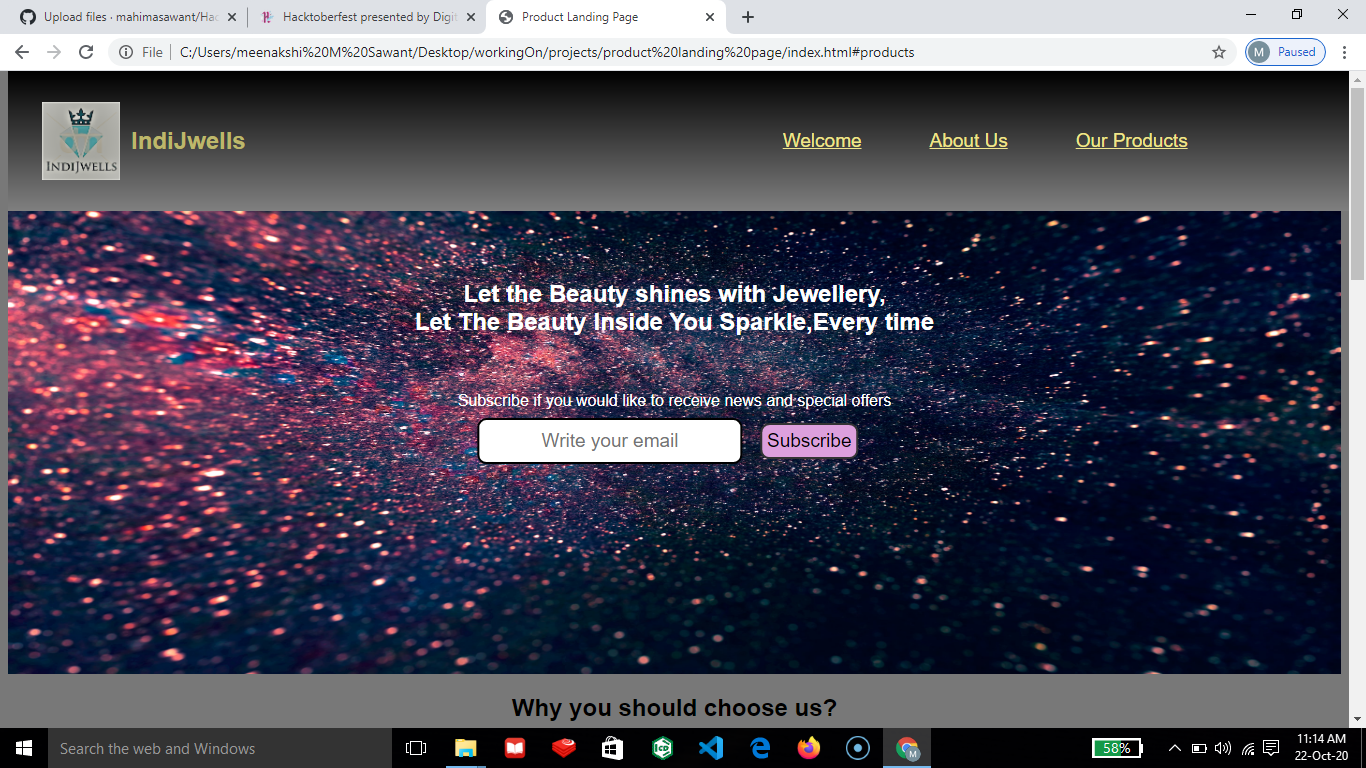 Upload files · mahimasawant/Hac
Hacktoberfest presented by Digit
Product Landing Page
File
C:/Users/meenakshi%20M%20Sawant/Desktop/workingOn/projects/product%20landing%20page/index.html#products
M
Paused
INDIJWELLS
IndiJwells
Welcome
About Us
Our Products
Let the Beauty shines with Jewellery,
Let The Beauty Inside You Sparkle,Every time
Subscribe if you would like to receive news and special offers
Write your email
Subscribe
Why you should choose us?
Search the web and Windows
M
58%
11:14 AM
22-Oct-20